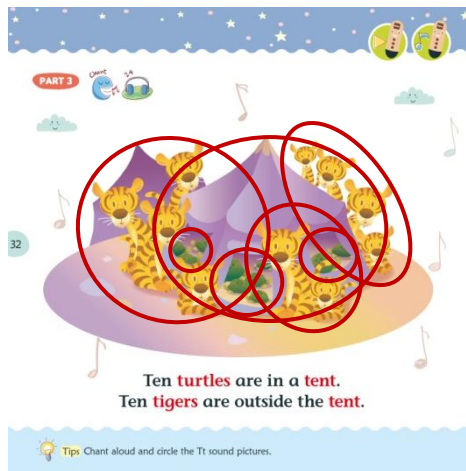 PART 3
Chant
32
Ten turtles are in a tent.
Ten tigers are outside the tent.
Tips Chant aloud and circle the Tt sound pictures.